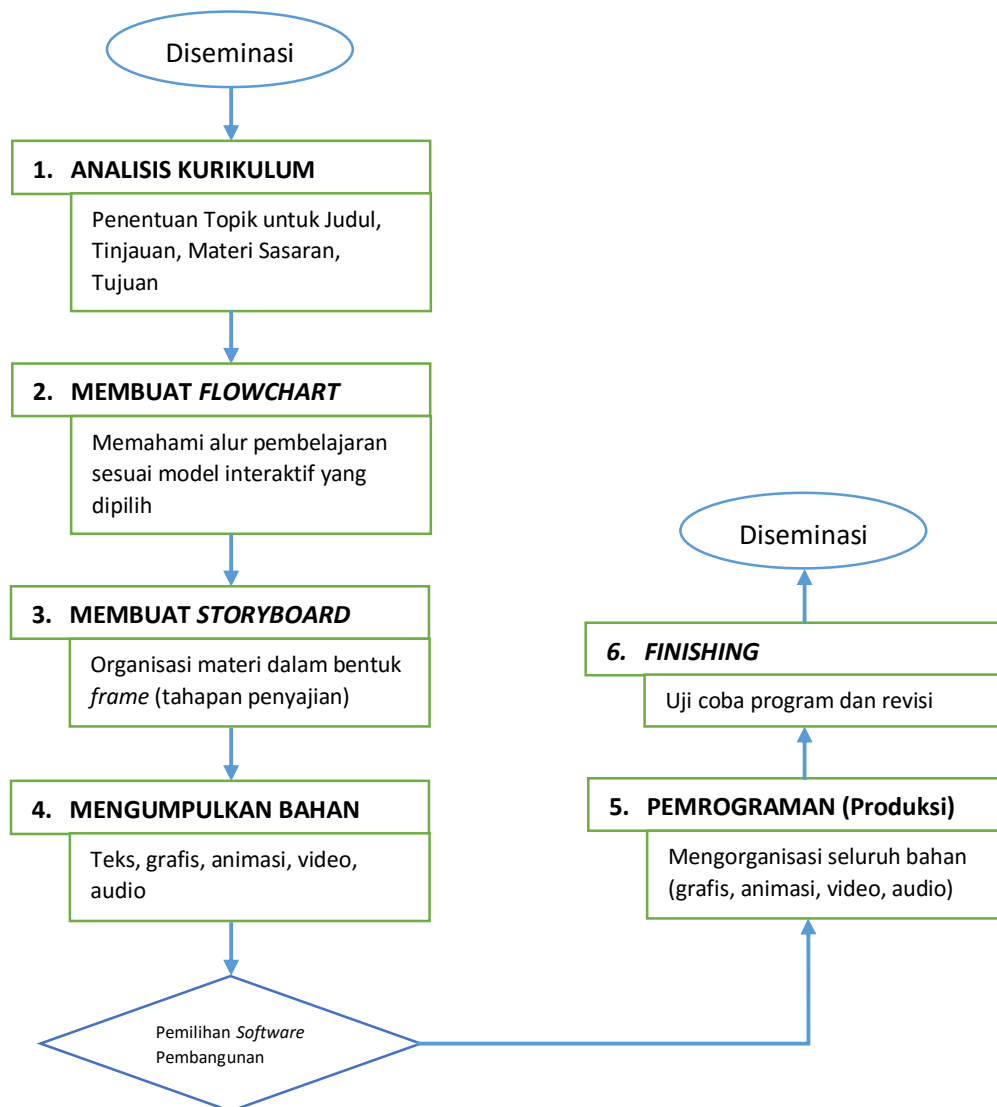 Diseminasi
1. ANALISIS KURIKULUM
Penentuan Topik untuk Judul,
Tinjauan, Materi Sasaran,
Tujuan
2. MEMBUAT FLOWCHART
Memahami alur pembelajaran
sesuai model interaktif yang
dipilih
3. MEMBUAT STORYBOARD
Organisasi materi dalam bentuk
frame (tahapan penyajian)
4. MENGUMPULKAN BAHAN
Teks, grafis, animasi, video,
audio
Pemilihan Software
Pembangunan
5. PEMROGRAMAN (Produksi)
Mengorganisasi seluruh bahan
(grafis, animasi, video, audio)
6. FINISHING
Uji coba program dan revisi
Diseminasi